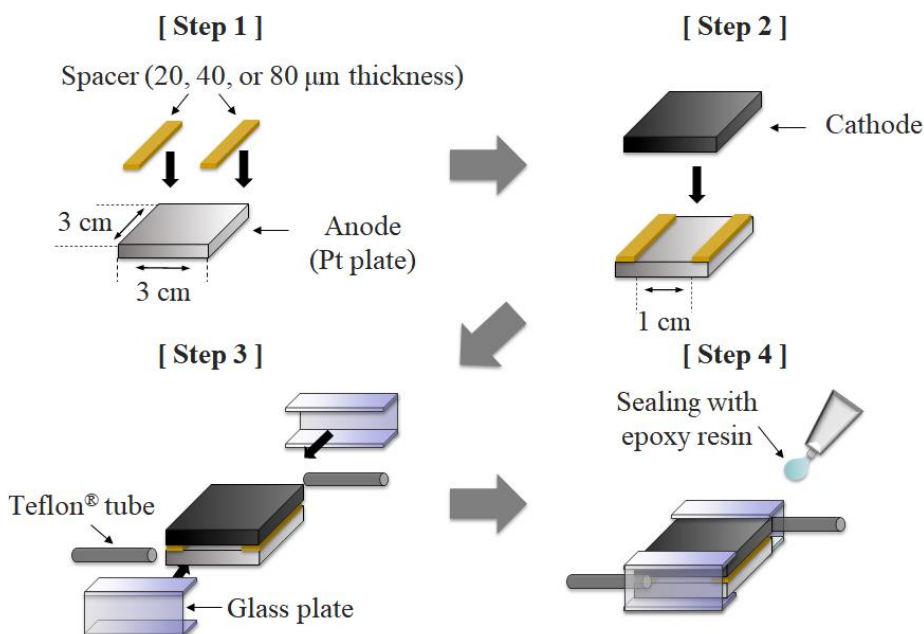 [ Step 1 ]
Spacer (20, 40, or 80 μm thickness)
3 cm
Anode
(Pt plate)
3 cm
[ Step 2 ]
Cathode
1 cm
[ Step 3 ]
Teflon® tube
Glass plate
[ Step 4 ]
Sealing with
epoxy resin